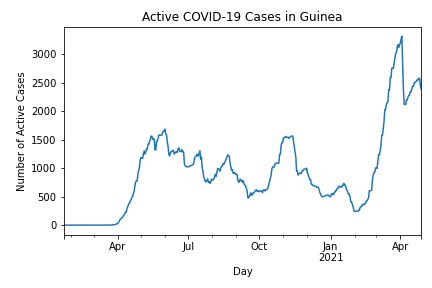 Active COVID-19 Cases in Guinea
Number of Active Cases
3000
2500
2000
1500
1000
500
0
Apr Jul Oct Jan Apr
2021
Day